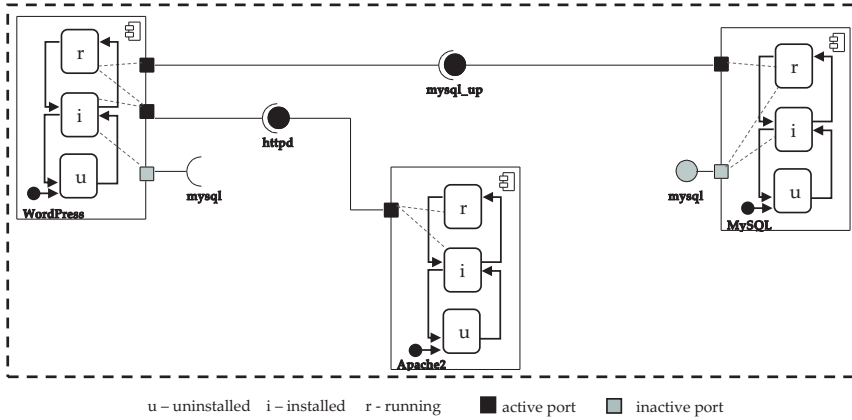 r
i
u
WordPress
mysql_up
httpd
mysql
r
i
u
Apache2
mysql
r
i
u
MySQL
u – uninstalled i – installed r - running active port inactive port